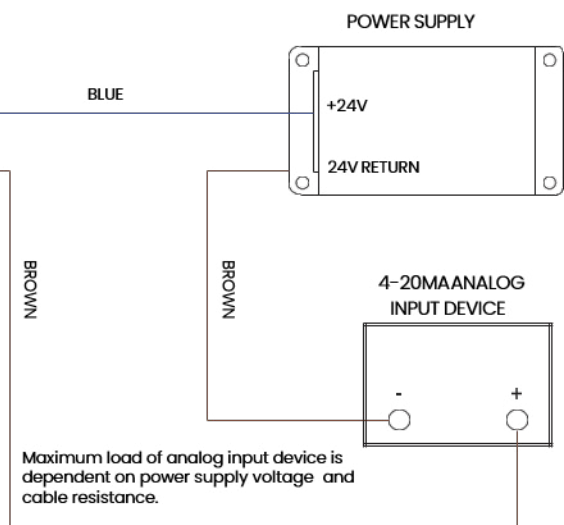 POWER SUPPLY
BLUE
+24V
24V RETURN
BROWN
BROWN
4-20MAANALOG
INPUT DEVICE
- +
Maximum load of analog input device is
dependent on power supply voltage and
cable resistance.